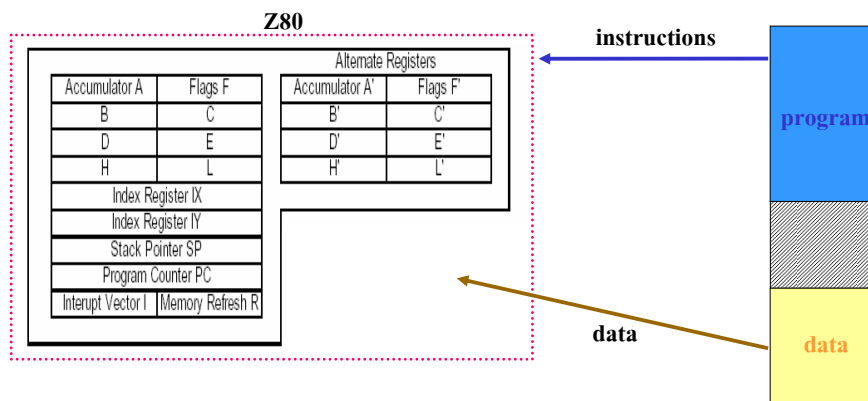 Z80
instructions
Alternate Registers
Accumulator A Flags F Accumulator A' Flags F'
B C B' C'
D E D' E'
H L H' L'
Index Register IX
Index Register IY
Stack Pointer SP
Program Counter PC
Interupt Vector I Memory Refresh R
program
data
data